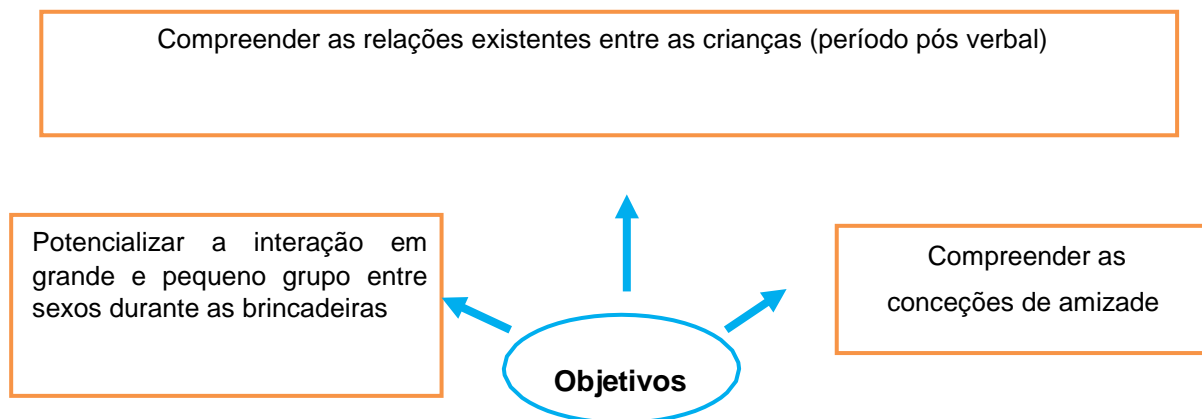 Compreender as relações existentes entre as crianças (período pós verbal)
Potencializar a interação em
grande e pequeno grupo entre
sexos durante as brincadeiras
Compreender as
conceções de amizade
Objetivos